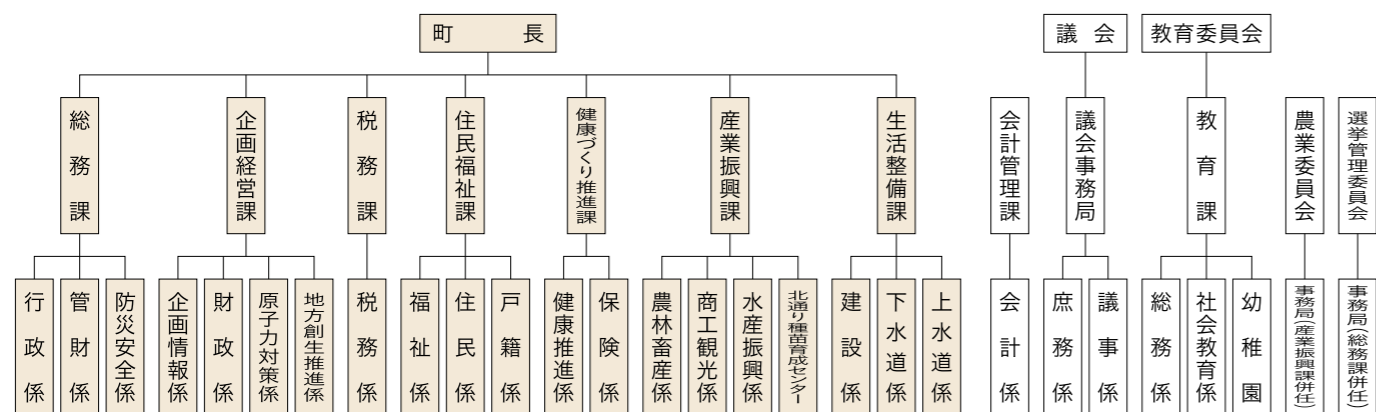 町長
議会
教育委員会
総務課
企画経営課
税務課
住民福祉課
健康づくり推進課
産業振興課
生活整備課
会計管理課
議会事務局
教育課
農業委員会
選挙管理委員会
行政係
管財係
防災安全係
企画情報係
財政係
原子力対策係
地方創生推進係
税務係
福祉係
住民係
戸籍係
健康推進係
保険係
農林畜産係
商工観光係
水産振興係
北通り種苗育成センター
建設係
下水道係
上水道係
会計係
庶務係
議事係
総務係
社会教育係
幼稚園
事務局(産業振興課併任)
事務局(総務課併任)